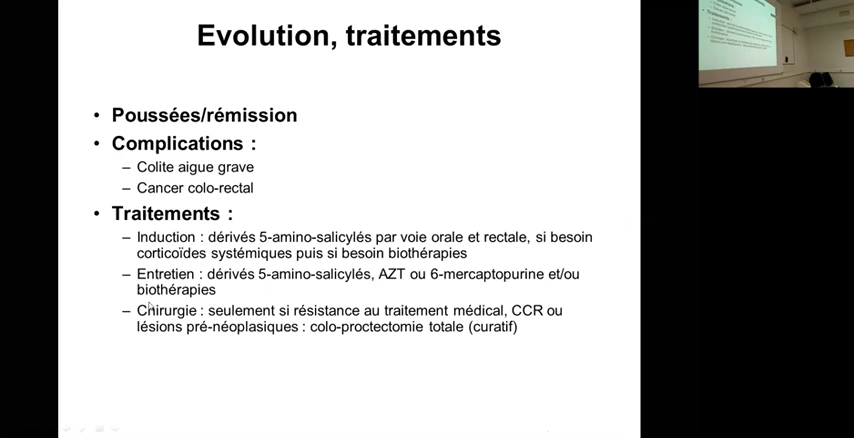 Evolution, traitements
• Poussées/rémission
• Complications :
– Colite aigue grave
– Cancer colo-rectal
• Traitements :
– Induction : dérivés 5-amino-salicylés par voie orale et rectale, si besoin
corticoïdes systémiques puis si besoin biothérapies
– Entretien : dérivés 5-amino-salicylés, AZT ou 6-mercaptopurine et/ou
biothérapies
– Chirurgie : seulement si résistance au traitement médical, CCR ou
lésions pré-néoplasiques : colo-proctectomie totale (curatif)